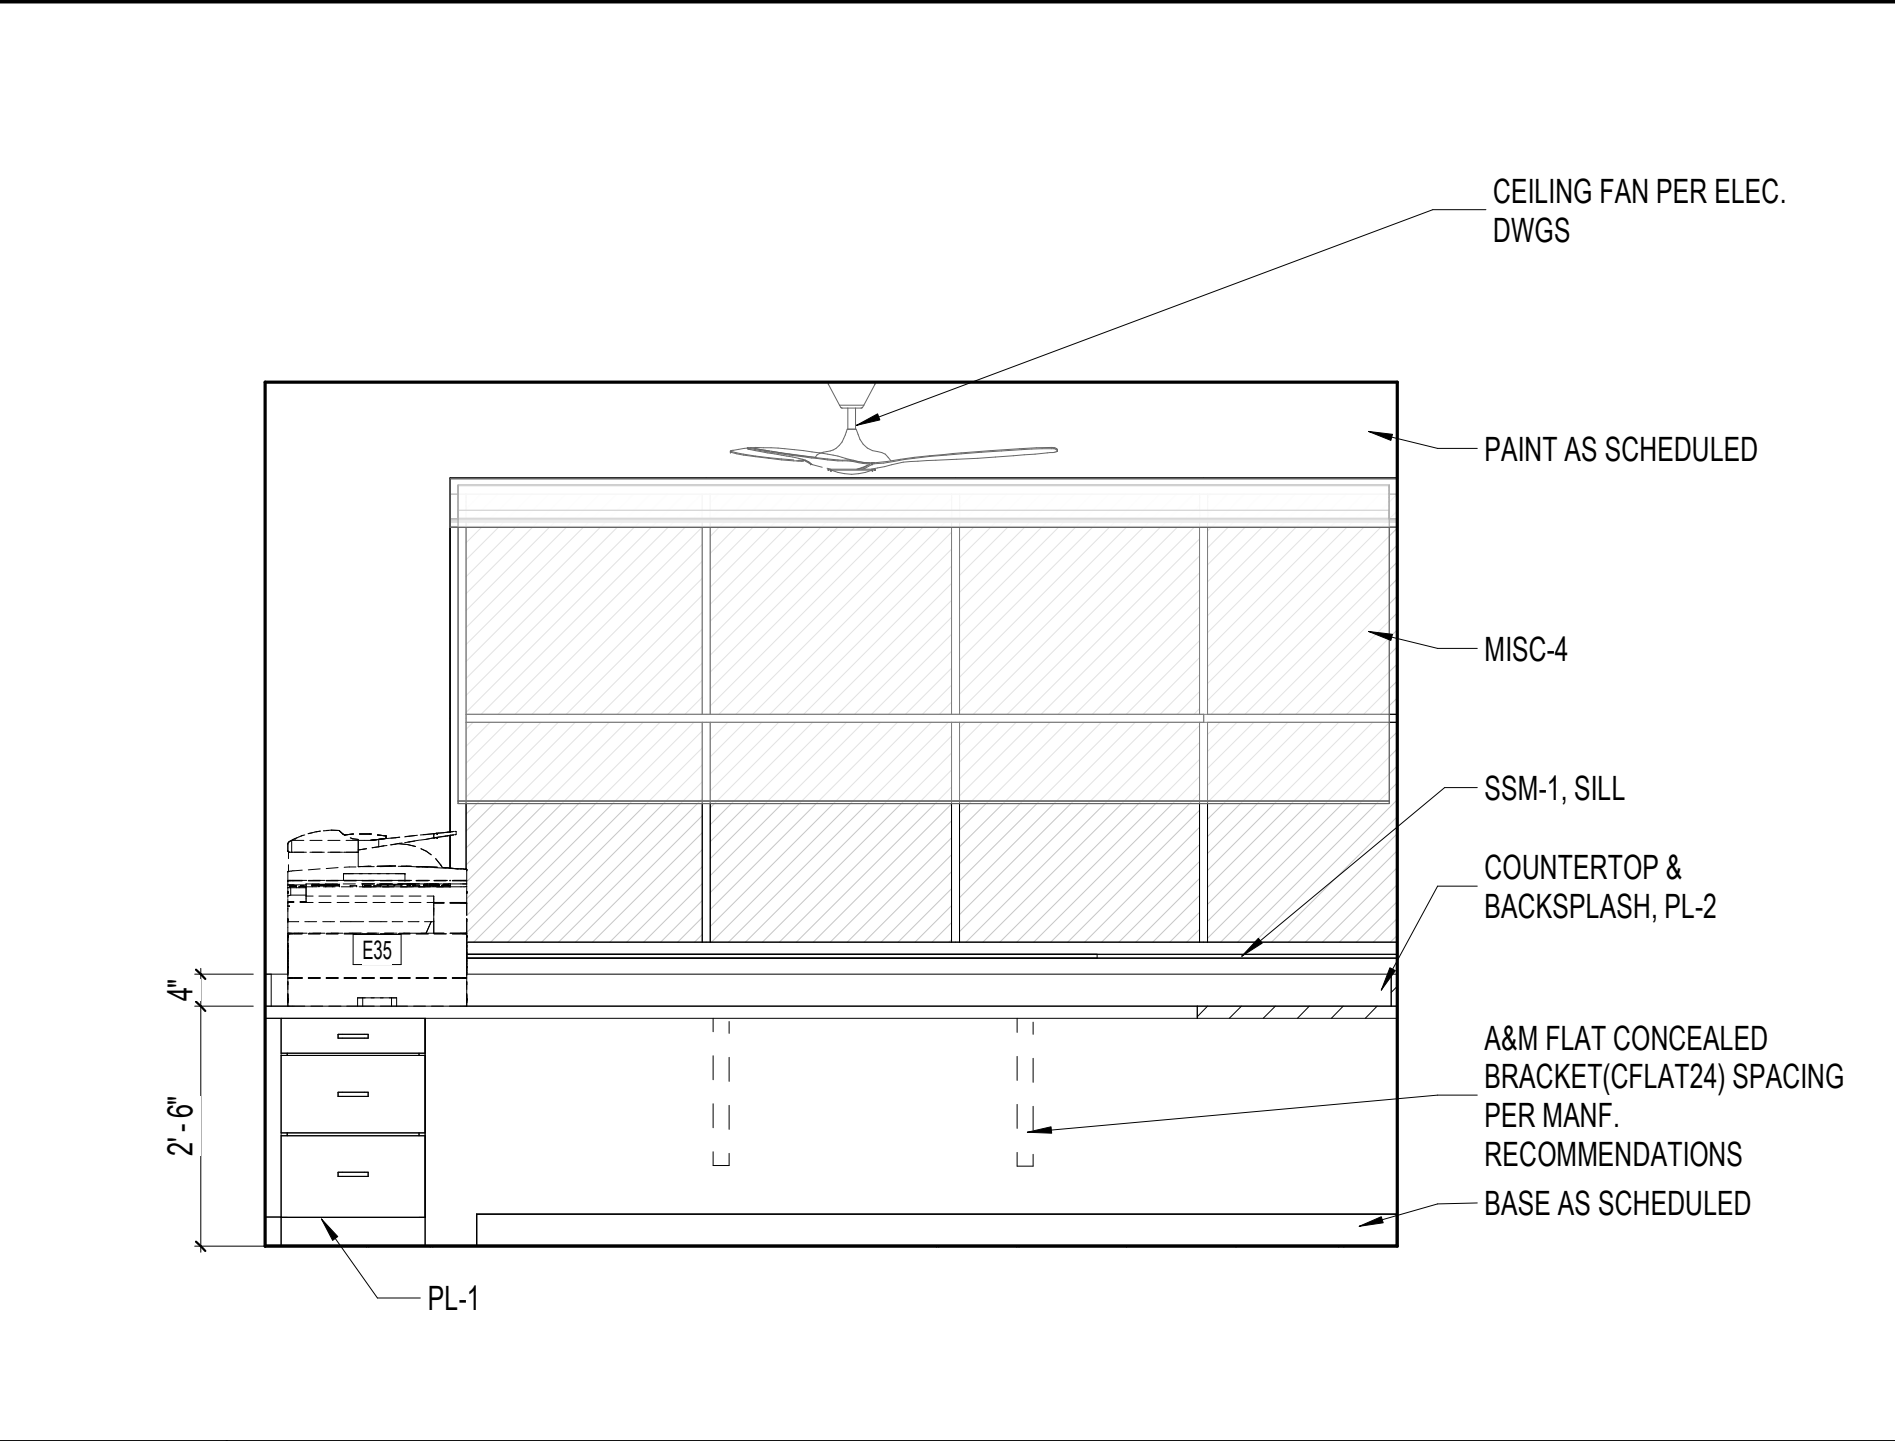 CEILING FAN PER ELEC.
DWGS
PAINT AS SCHEDULED
MISC-4
SSM-1, SILL
COUNTERTOP &
BACKSPLASH, PL-2
E35
4"
A&M FLAT CONCEALED
BRACKET(CFLAT24) SPACING
PER MANF.
RECOMMENDATIONS
2' - 6"
BASE AS SCHEDULED
PL-1